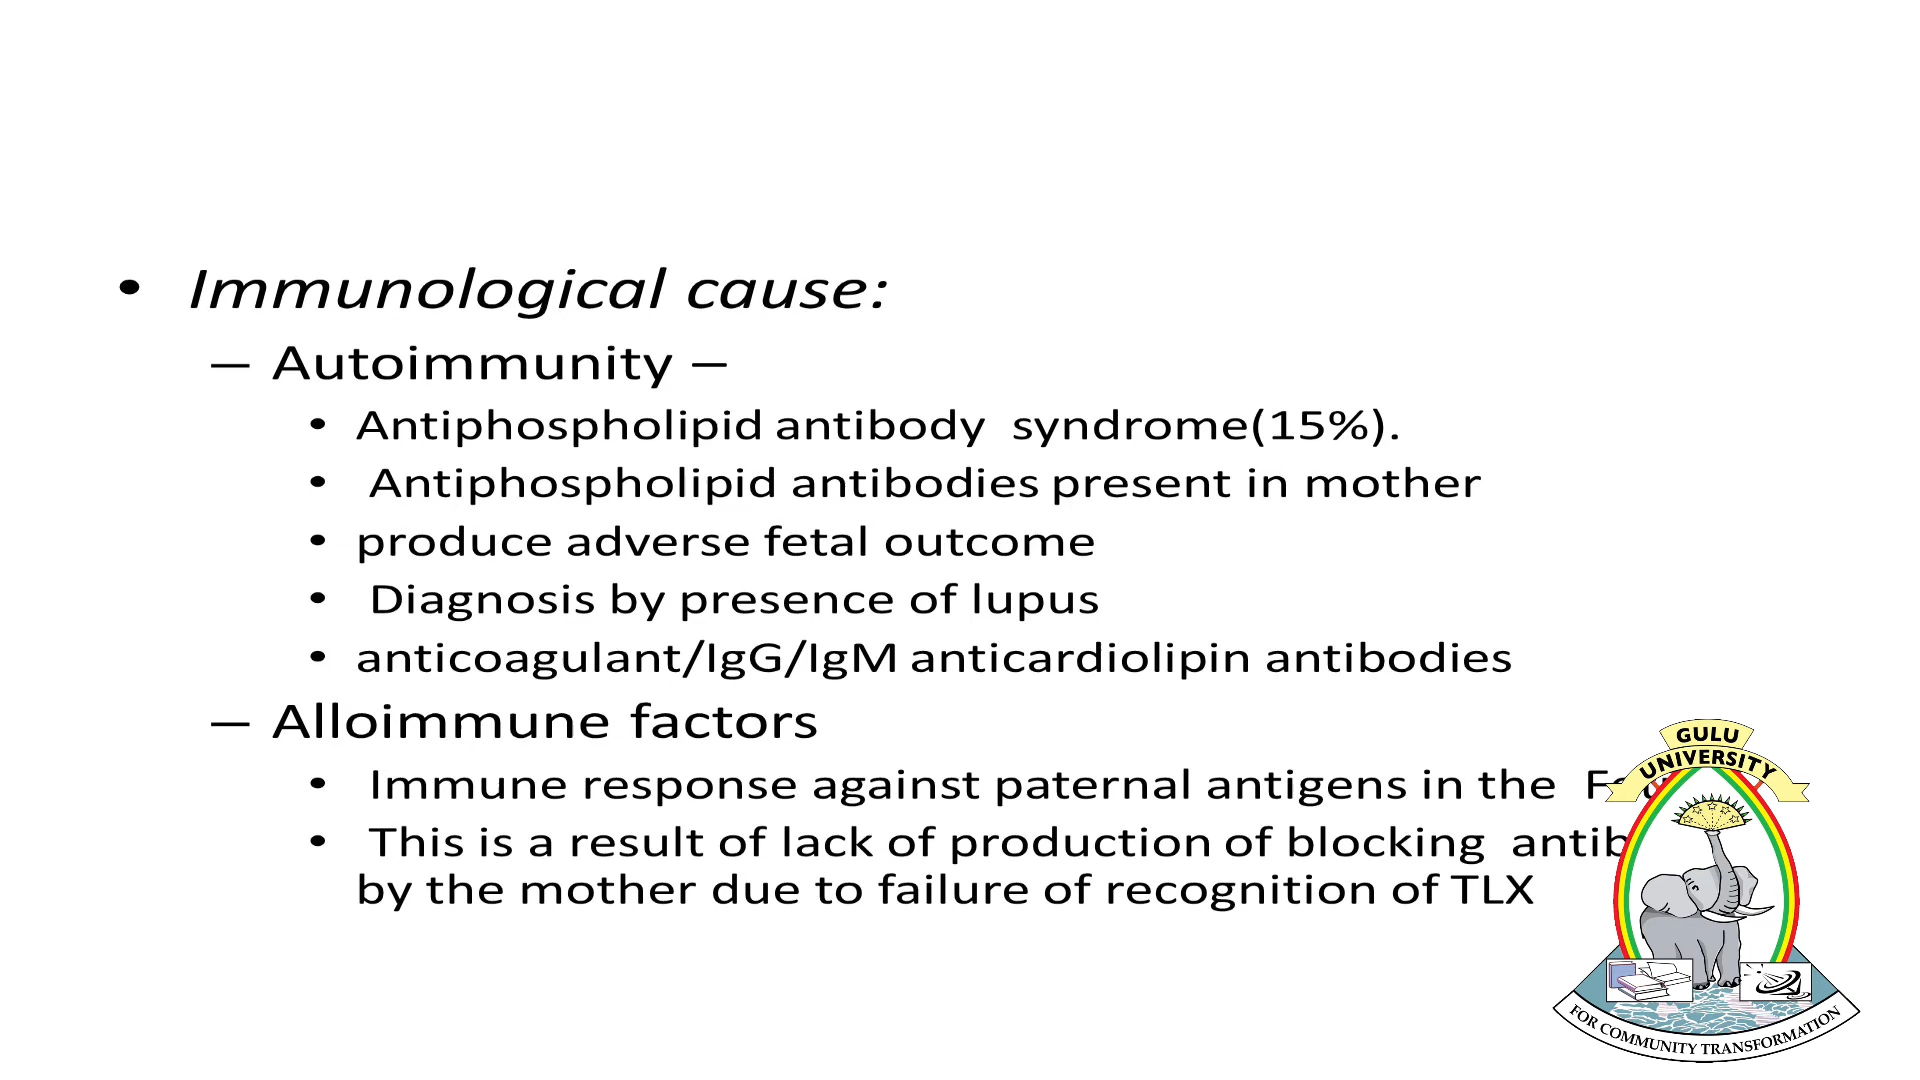 • Immunological cause:
– Autoimmunity –
• Antiphospholipid antibody syndrome(15%).
• Antiphospholipid antibodies present in mother
• produce adverse fetal outcome
• Diagnosis by presence of lupus
• anticoagulant/IgG/IgM anticardiolipin antibodies
– Alloimmune factors
• Immune response against paternal antigens in the
• This is a result of lack of production of blocking
by the mother due to failure of recognition of TLX
GULU
UNIVERSITY
FOR COMMUNITY TRANSFORMATION